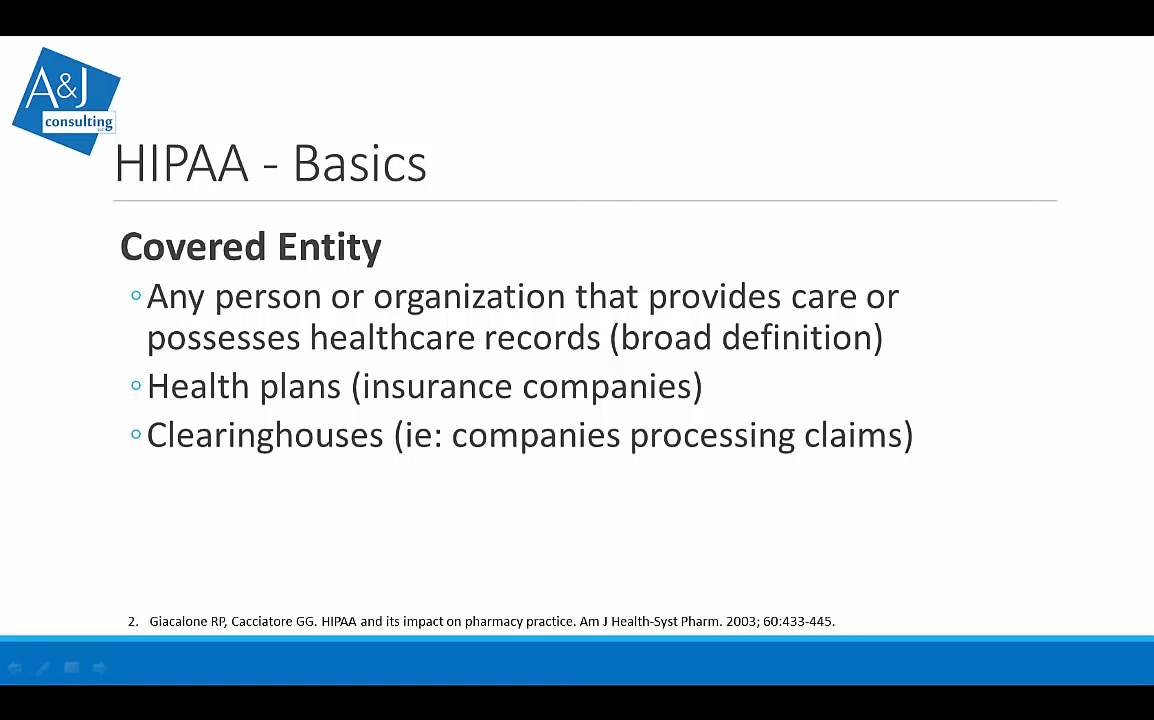 A&J
consulting
LLC
HIPAA - Basics
Covered Entity
◦Any person or organization that provides care or
possesses healthcare records (broad definition)
◦Health plans (insurance companies)
◦Clearinghouses (ie: companies processing claims)
2. Giacalone RP, Cacciatore GG. HIPAA and its impact on pharmacy practice. Am J Health-Syst Pharm. 2003; 60:433-445.